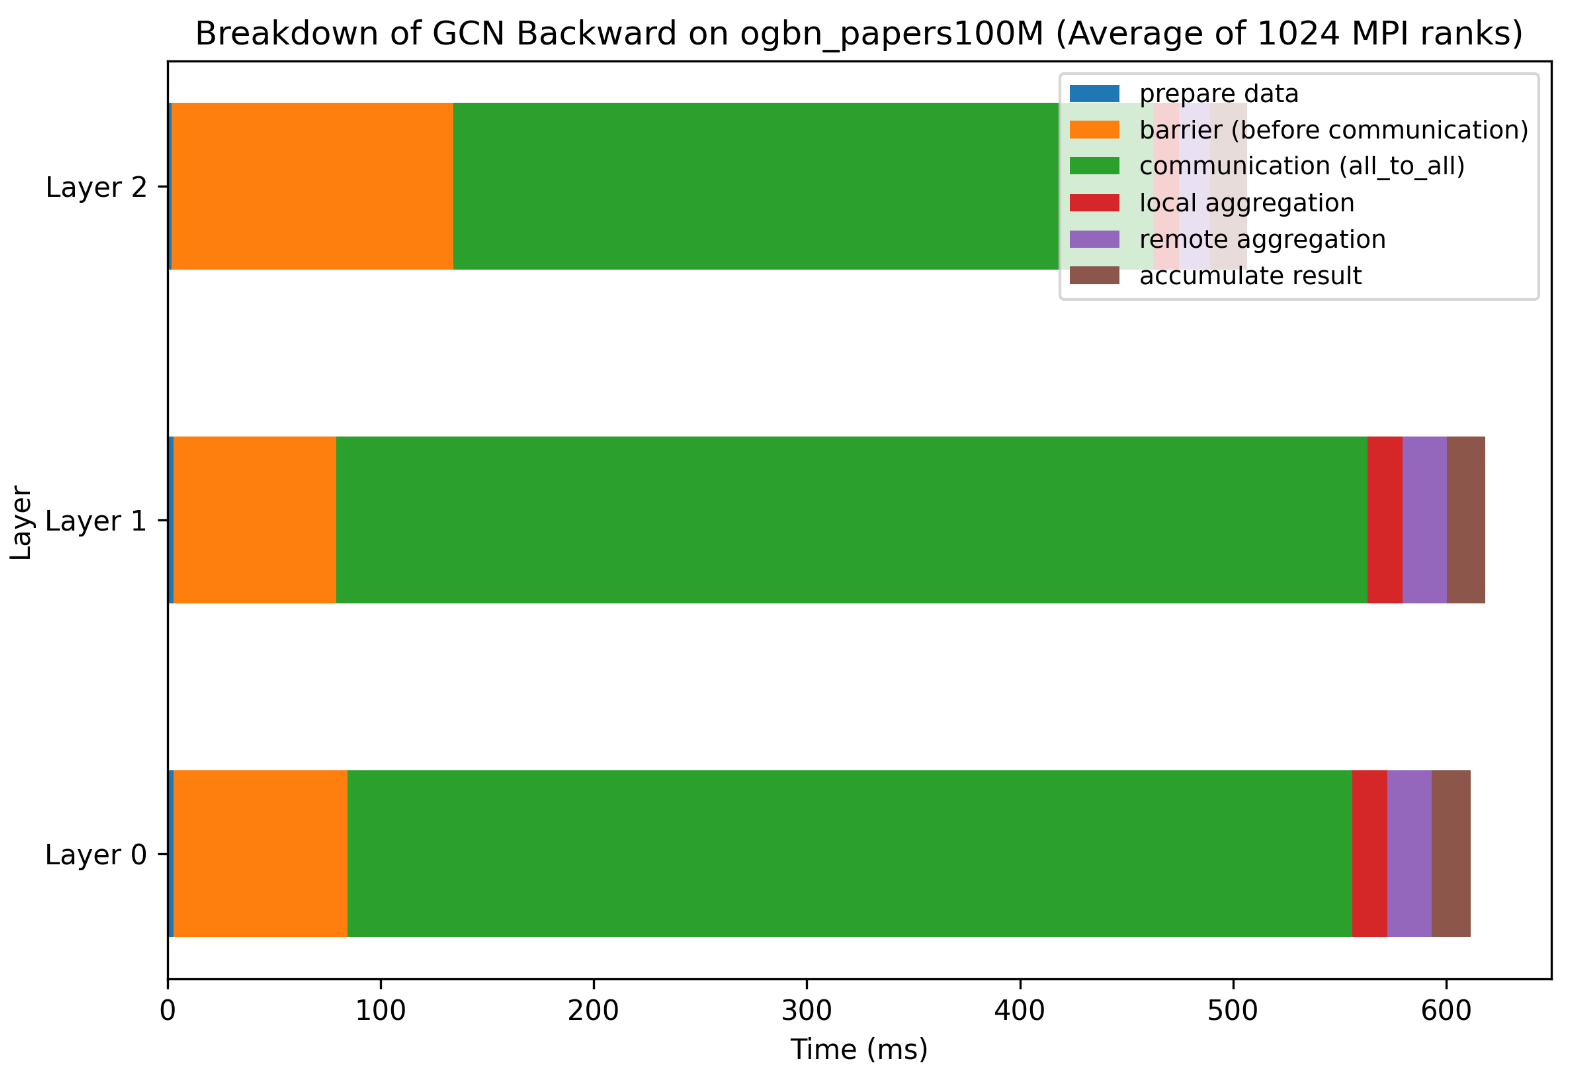 Breakdown of GCN Backward on ogbn_papers100M (Average of 1024 MPI ranks)
prepare data
barrier (before communication)
communication (all_to_all)
local aggregation
remote aggregation
accumulate result
Layer 2
Layer 1
Layer 0
Layer
0 100 200 300 400 500 600
Time (ms)